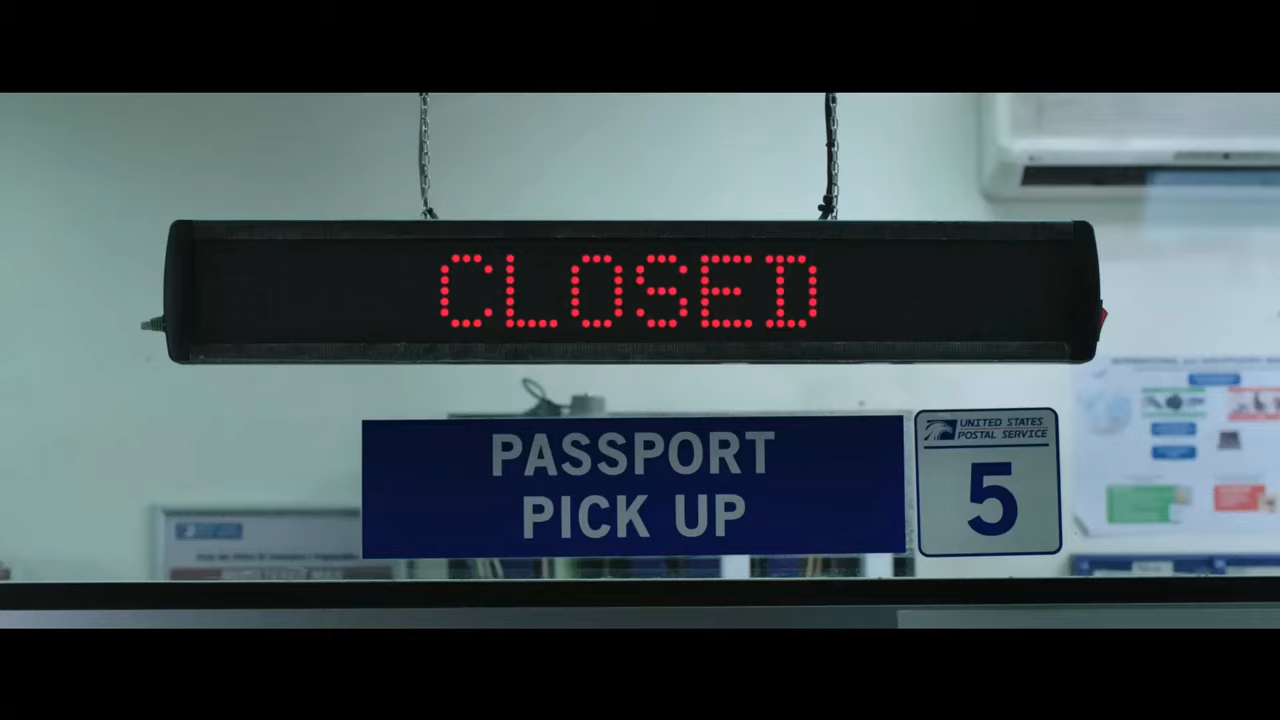 CLOSED
PASSPORT
PICK UP
UNITED STATES
POSTAL SERVICE
5